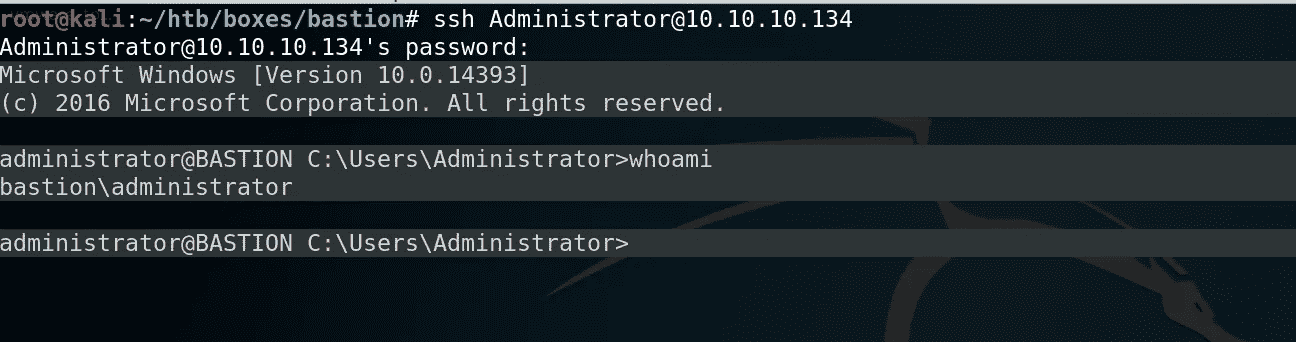 root@kali:~/htb/boxes/bastion# ssh Administrator@10.10.10.134
Administrator@10.10.10.134's password:
Microsoft Windows [Version 10.0.14393]
(c) 2016 Microsoft Corporation. All rights reserved.
administrator@BASTION C:\Users\Administrator>whoami
bastion\administrator
administrator@BASTION C:\Users\Administrator>